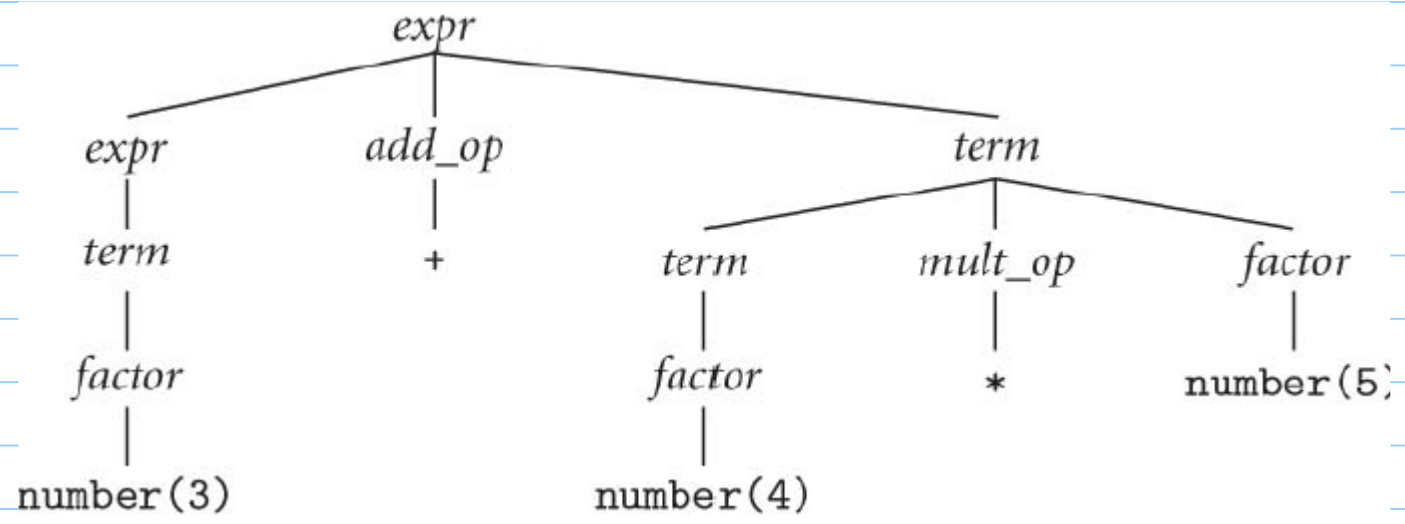 expr
expr add_op term
term + term mult_op factor
factor factor * number(5)
number(3) number(4)